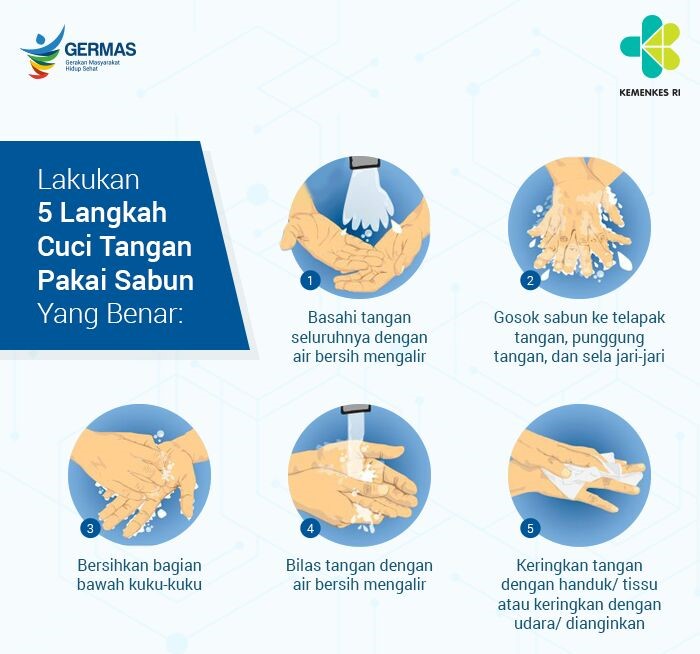 GERMAS
Gerakan Masyarakat
Hidup Sehat
KEMENKES RI
Lakukan
5 Langkah
Cuci Tangan
Pakai Sabun
Yang Benar:
1
Basahi tangan
seluruhnya dengan
air bersih mengalir
2
Gosok sabun ke telapak
tangan, punggung
tangan, dan sela jari-jari
3
Bersihkan bagian
bawah kuku-kuku
4
Bilas tangan dengan
air bersih mengalir
5
Keringkan tangan
dengan handuk/ tissu
atau keringkan dengan
udara/ dianginkan